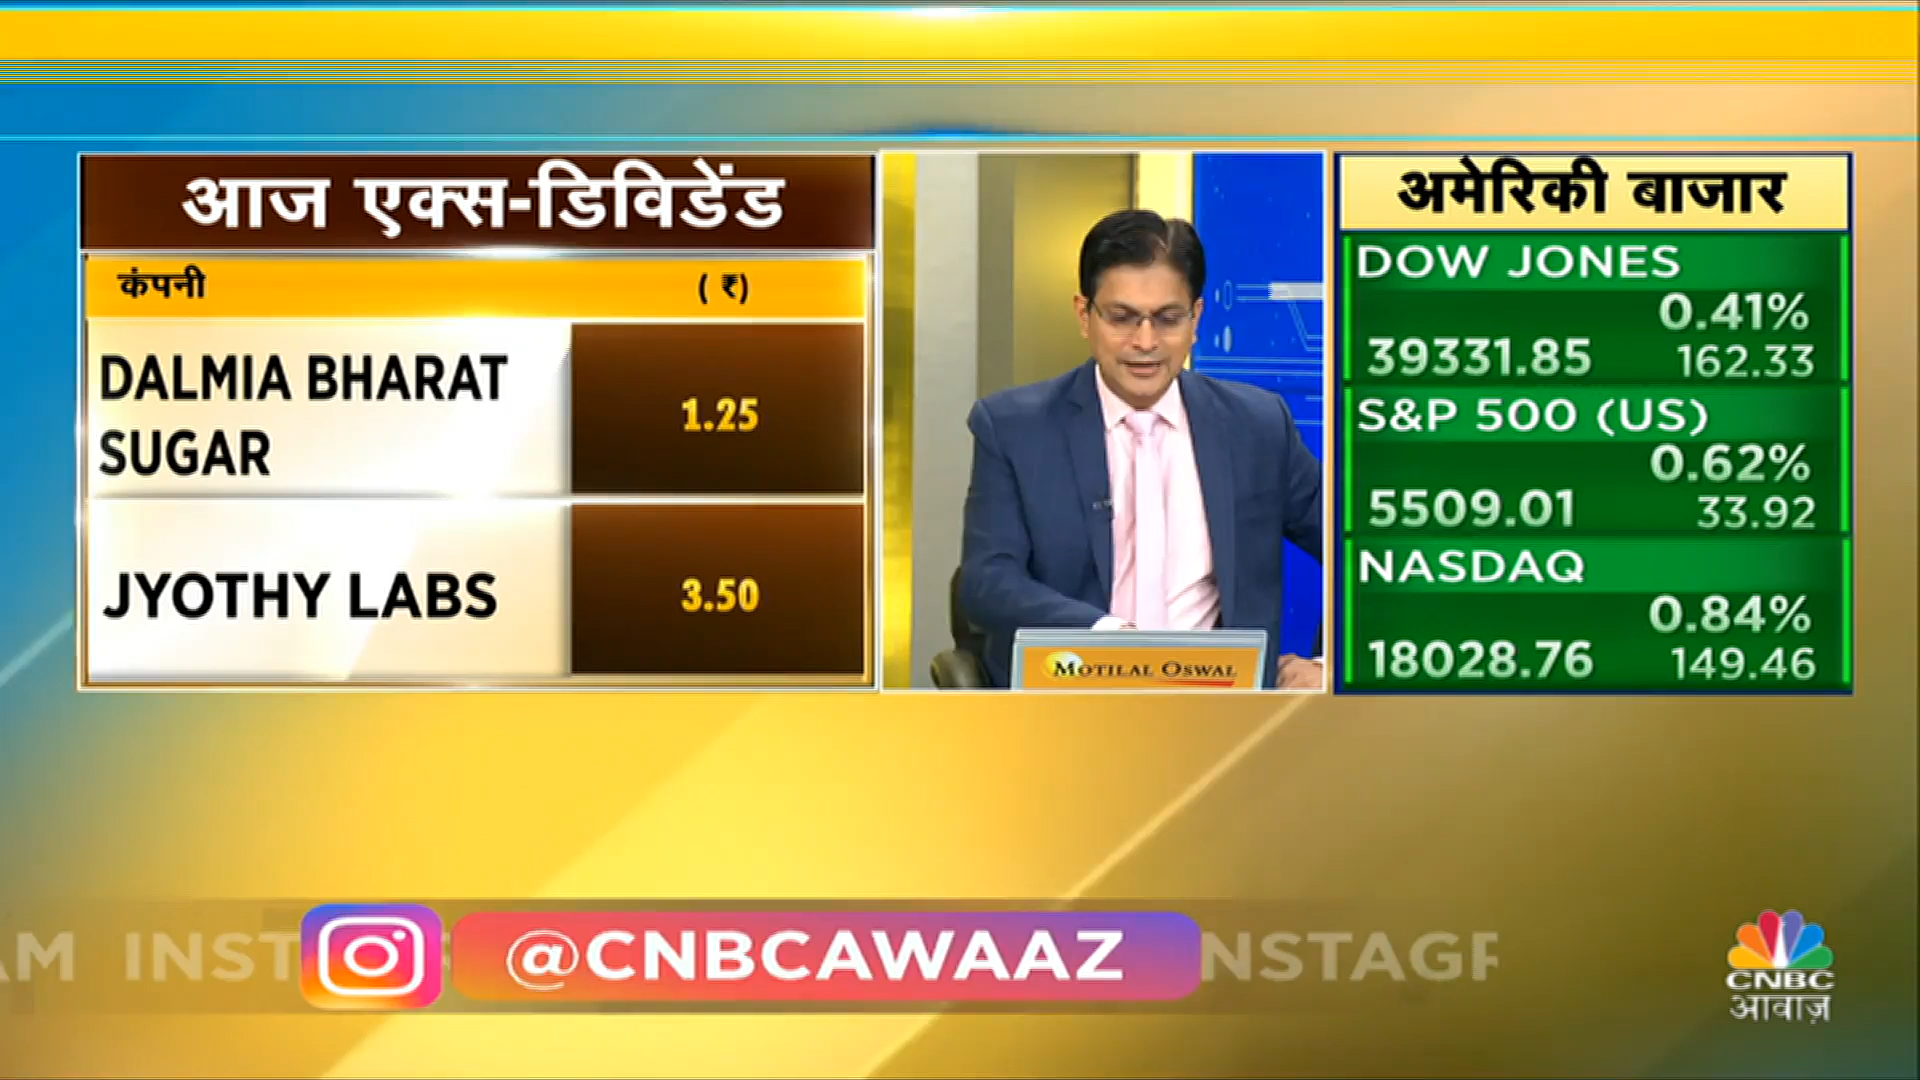 आज एक्स-डिविडेंड
कंपनी (₹)
DALMIA BHARAT
SUGAR
1.25
JYOTHY LABS
3.50
MOTILAL OSWAL
अमेरिकी बाजार
DOW JONES
0.41%
39331.85 162.33
S&P 500 (US)
0.62%
5509.01 33.92
NASDAQ
0.84%
18028.76 149.46
AM INST
@CNBCAWAAZ
NSTAGR
CNBC
आवाज़